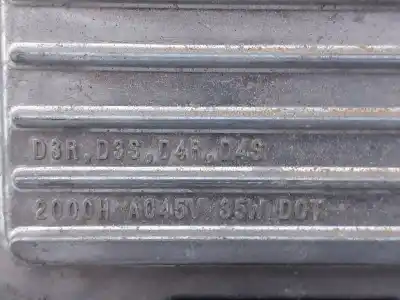 D3R, D3S, D4R, D4S
2000H AC45V 35W DOT